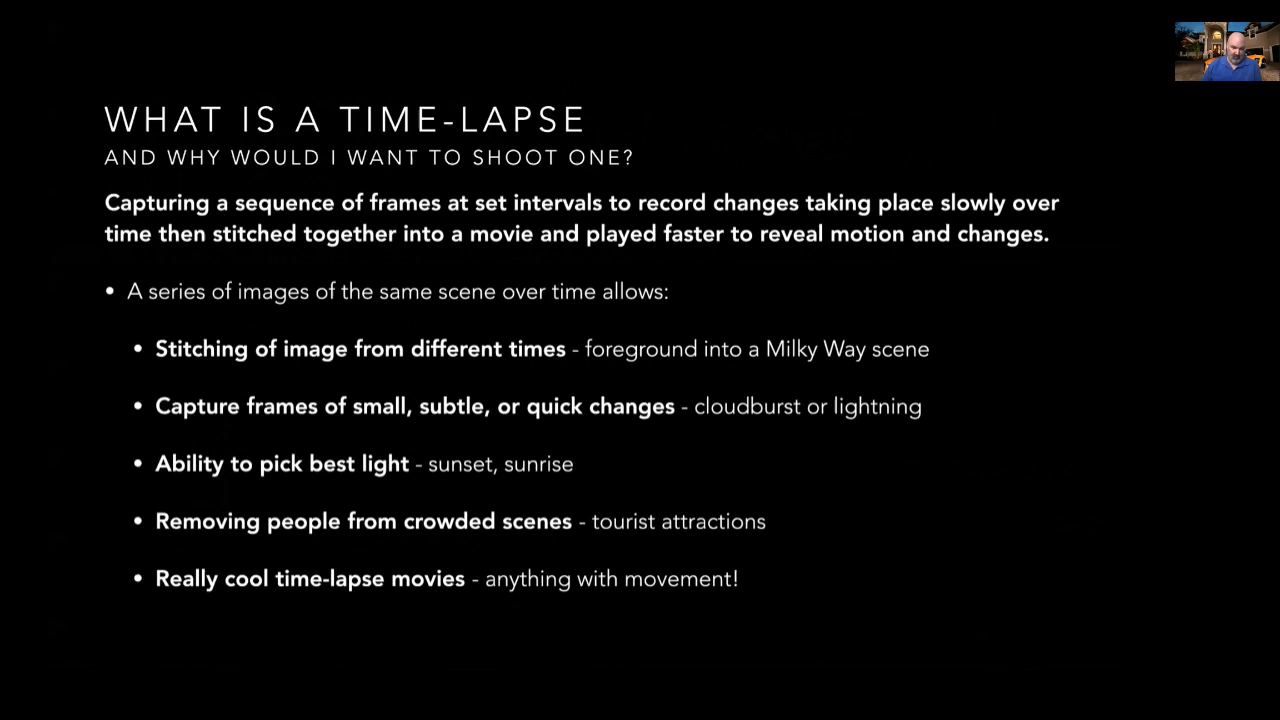 WHAT IS A TIME-LAPSE
AND WHY WOULD I WANT TO SHOOT ONE?
Capturing a sequence of frames at set intervals to record changes taking place slowly over
time then stitched together into a movie and played faster to reveal motion and changes.
• A series of images of the same scene over time allows:
• Stitching of image from different times - foreground into a Milky Way scene
• Capture frames of small, subtle, or quick changes - cloudburst or lightning
• Ability to pick best light - sunset, sunrise
• Removing people from crowded scenes - tourist attractions
• Really cool time-lapse movies - anything with movement!